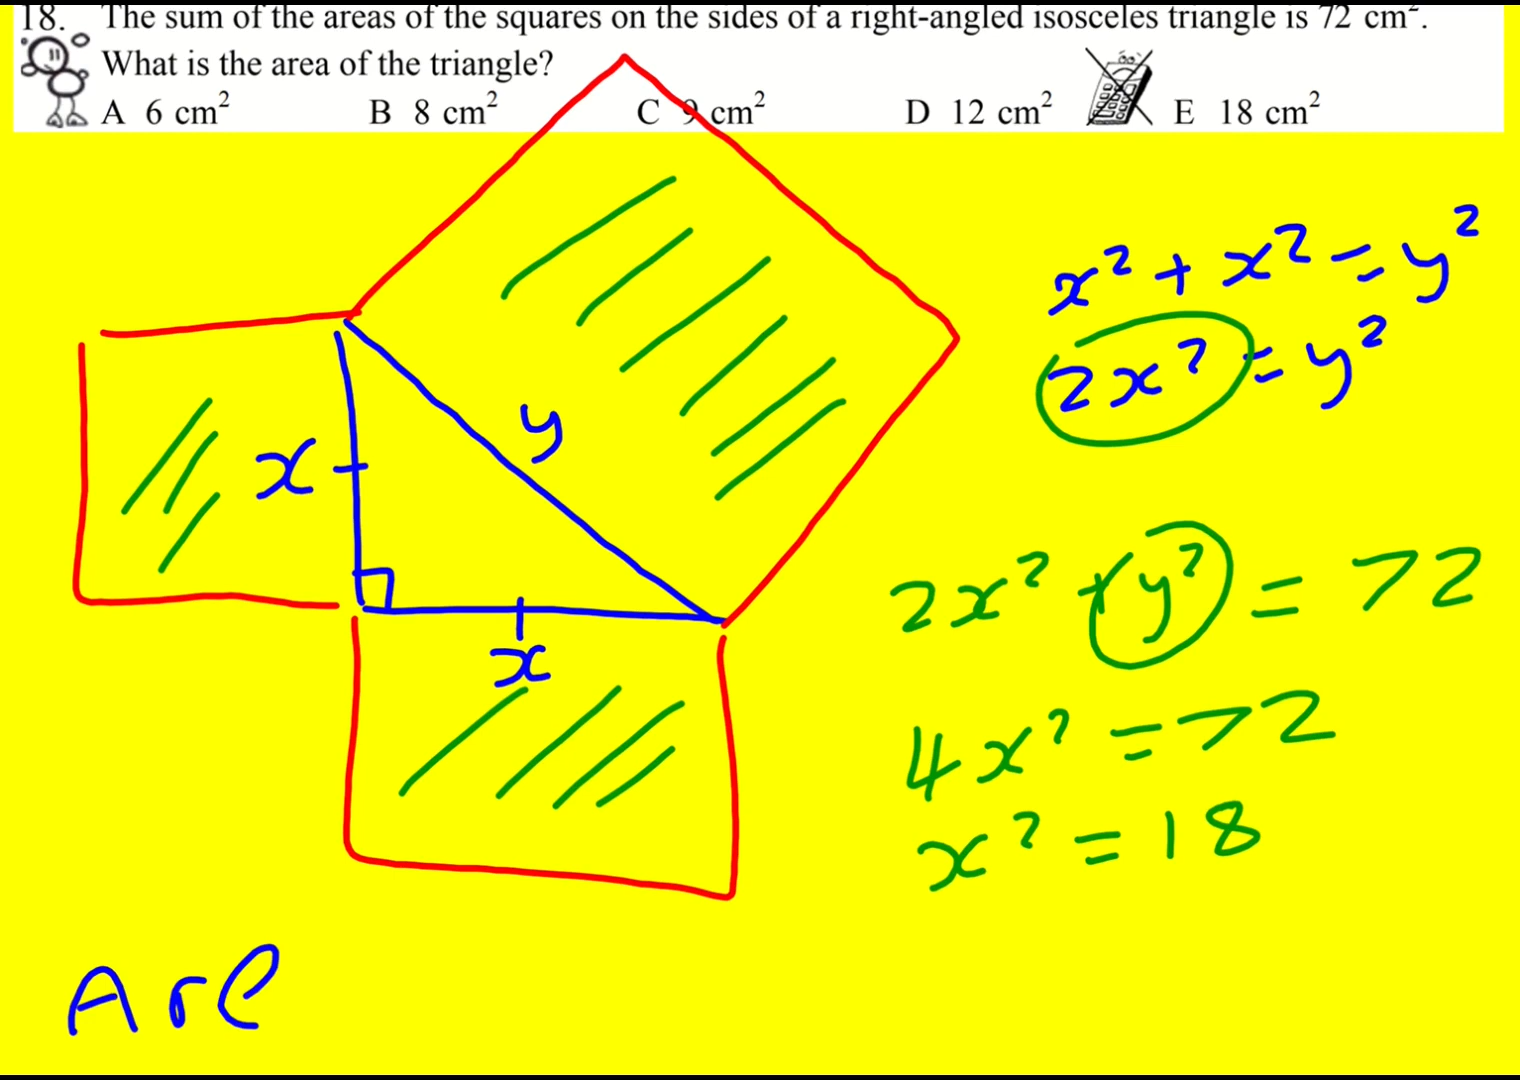 18. The sum of the areas of the squares on the sides of a right-angled isosceles triangle is 72 cm².
What is the area of the triangle?
A 6 cm² B 8 cm² C 9 cm² D 12 cm² E 18 cm²
x² + x² = y²
2x² = y²
y
x
x
2x² + y² = 72
4x² = 72
x² = 18
Are